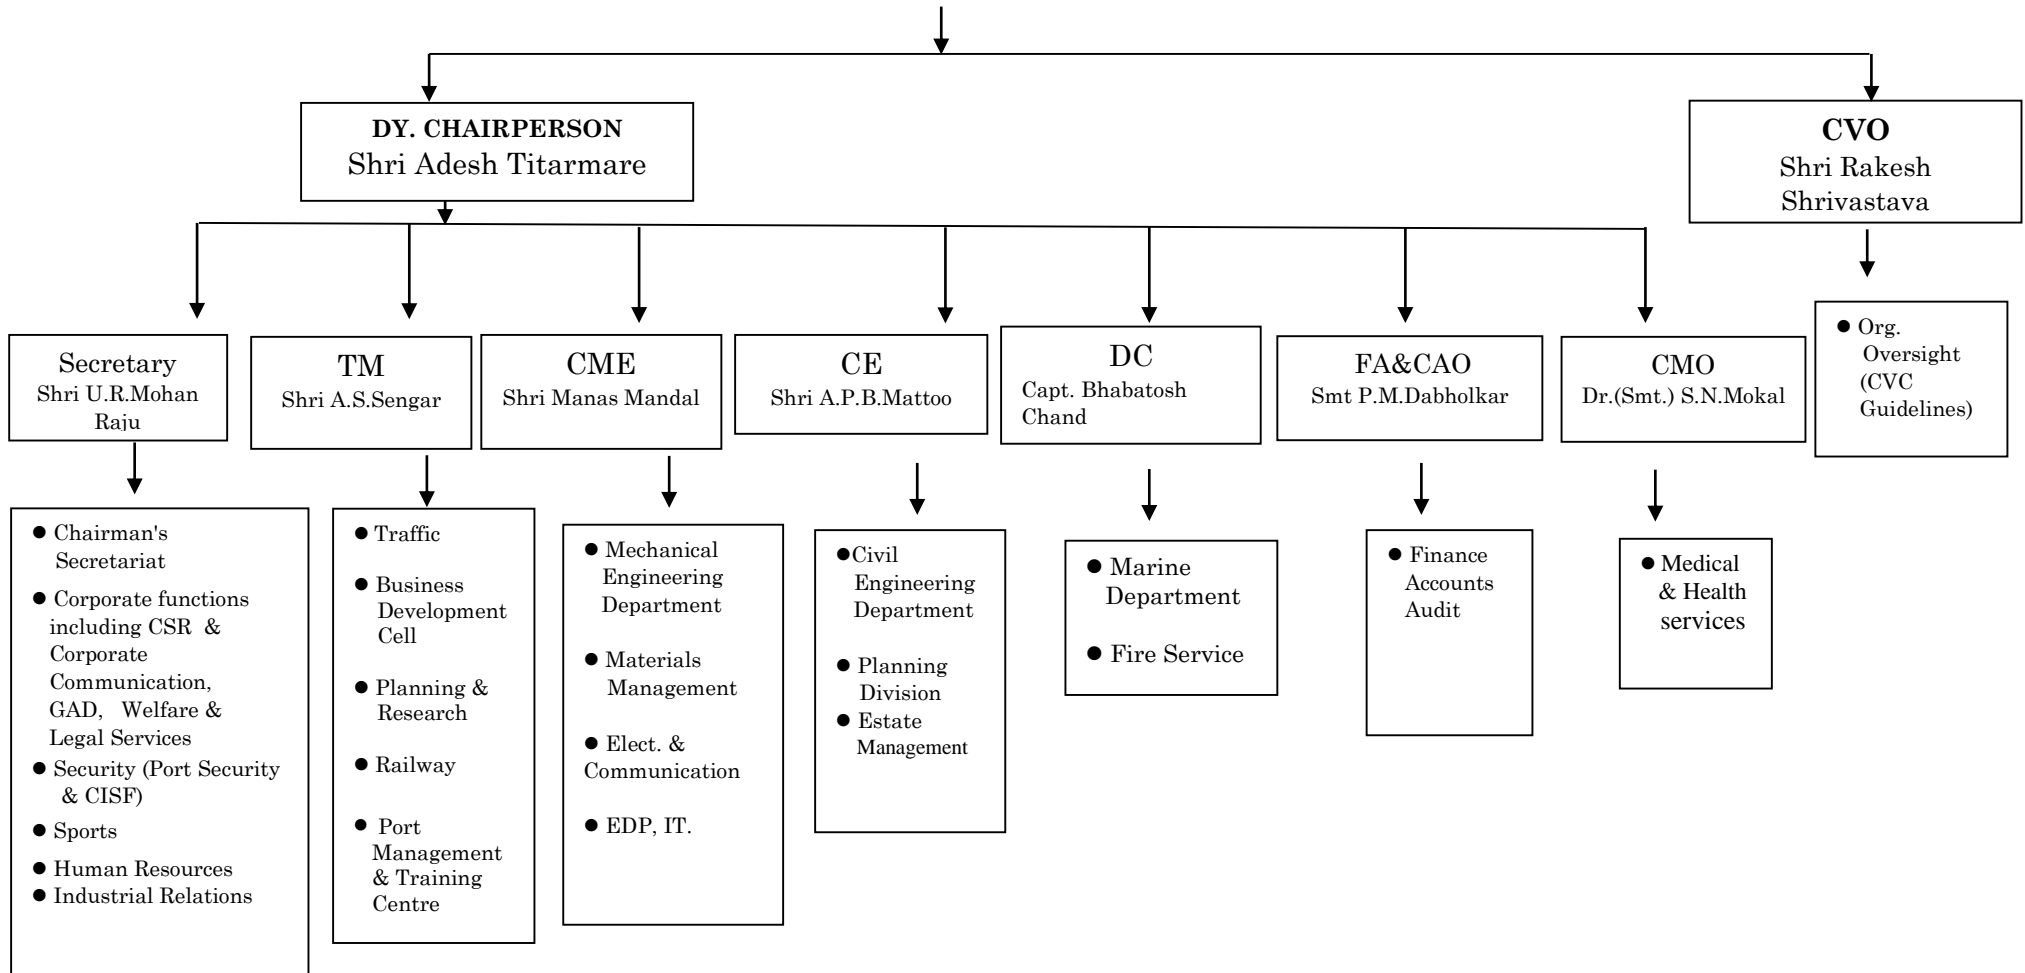 DY. CHAIRPERSON
Shri Adesh Titarmare
CVO
Shri Rakesh
Shrivastava
Secretary
Shri U.R.Mohan
Raju
TM
Shri A.S.Sengar
CME
Shri Manas Mandal
CE
Shri A.P.B.Mattoo
DC
Capt. Bhabatosh
Chand
FA&CAO
Smt P.M.Dabholkar
CMO
Dr.(Smt.) S.N.Mokal
● Org.
Oversight
(CVC
Guidelines)
● Chairman's
Secretariat
● Corporate functions
including CSR &
Corporate
Communication,
GAD, Welfare &
Legal Services
● Security (Port Security
& CISF)
● Sports
● Human Resources
● Industrial Relations
● Traffic
● Business
Development
Cell
● Planning &
Research
● Railway
● Port
Management
& Training
Centre
● Mechanical
Engineering
Department
● Materials
Management
● Elect. &
Communication
● EDP, IT.
● Civil
Engineering
Department
● Planning
Division
● Estate
Management
● Marine
Department
● Fire Service
● Finance
Accounts
Audit
● Medical
& Health
services